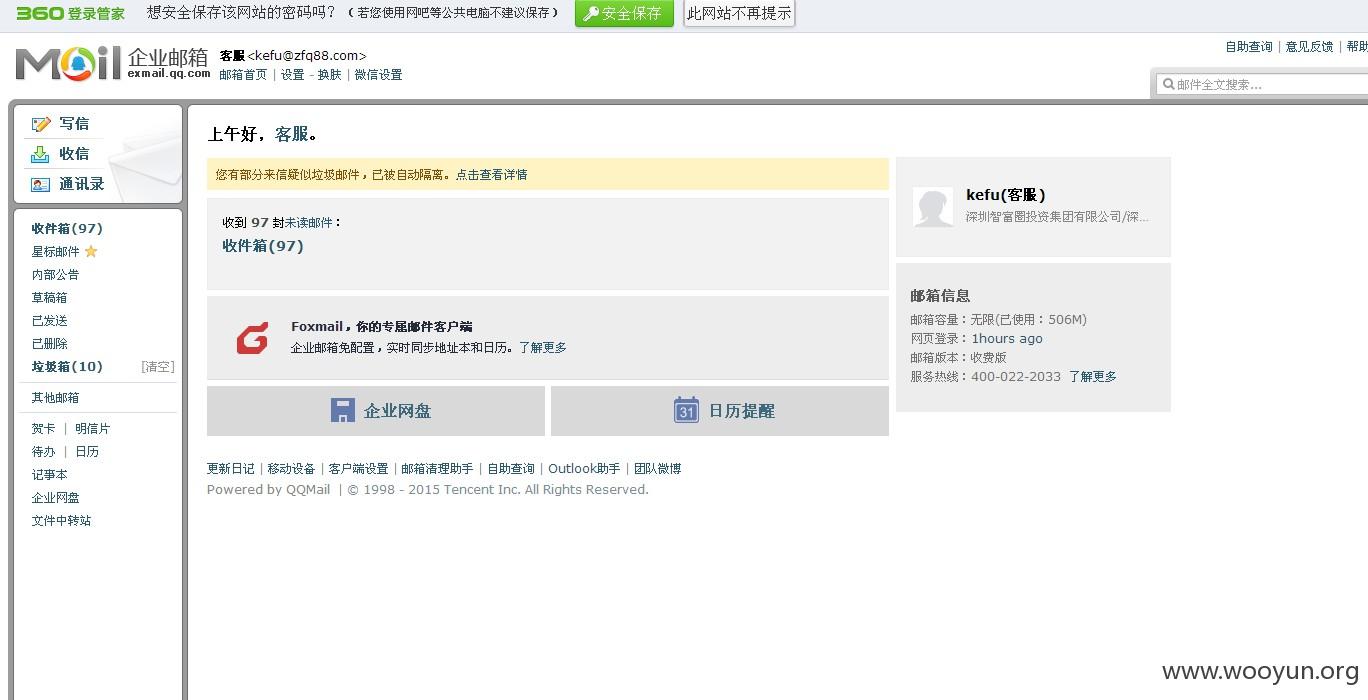 360 登录管家 想安全保存该网站的密码吗？（若您使用网吧等公共电脑不建议保存） 安全保存 此网站不再提示
自助查询 | 意见反馈 | 帮助
Mail 企业邮箱 客服<kefu@zfq88.com>
exmail.qq.com 邮箱首页 | 设置 - 换肤 | 微信设置
邮件全文搜索...
写信
收信
通讯录
收件箱(97)
星标邮件
内部公告
草稿箱
已发送
已删除
垃圾箱(10) [清空]
其他邮箱
贺卡 | 明信片
待办 | 日历
记事本
企业网盘
文件中转站
上午好，客服。
您有部分来信疑似垃圾邮件，已被自动隔离。点击查看详情
收到 97 封未读邮件：
收件箱(97)
Foxmail，你的专属邮件客户端
企业邮箱免配置，实时同步地址本和日历。了解更多
企业网盘
31 日历提醒
更新日记 | 移动设备 | 客户端设置 | 邮箱清理助手 | 自助查询 | Outlook助手 | 团队微博
Powered by QQMail | © 1998 - 2015 Tencent Inc. All Rights Reserved.
kefu(客服)
深圳智富圈投资集团有限公司/深...
邮箱信息
邮箱容量：无限(已使用：506M)
网页登录：1hours ago
邮箱版本：收费版
服务热线：400-022-2033 了解更多
www.wooyun.org